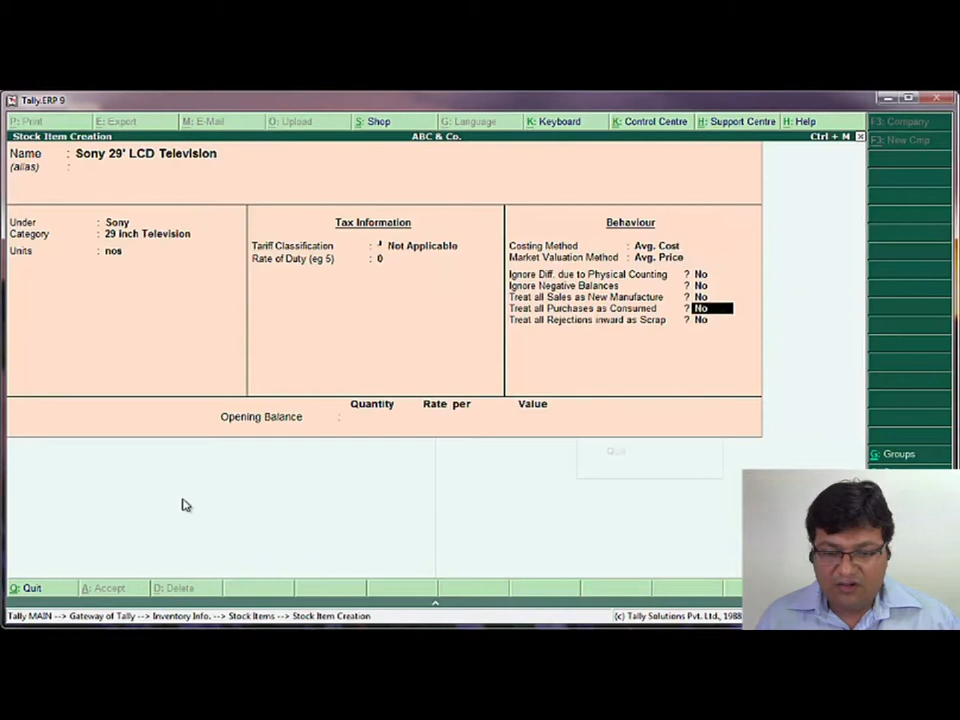 Tally.ERP 9
P: Print E: Export M: E-Mail O: Upload S: Shop G: Language K: Keyboard K: Control Centre H: Support Centre H: Help F3: Company
Stock Item Creation ABC & Co. Ctrl + M F3: New Cmp
Name : Sony 29' LCD Television
(alias) :
Under : Sony
Category : 29 inch Television
Units : nos
Tax Information
Tariff Classification : Not Applicable
Rate of Duty (eg 5) : 0
Behaviour
Costing Method : Avg. Cost
Market Valuation Method : Avg. Price
Ignore Diff. due to Physical Counting ? No
Ignore Negative Balances ? No
Treat all Sales as New Manufacture ? No
Treat all Purchases as Consumed ? No
Treat all Rejections inward as Scrap ? No
Quantity Rate per Value
Opening Balance :
Quit
G: Groups
Q: Quit A: Accept D: Delete
Tally MAIN --> Gateway of Tally --> Inventory Info. --> Stock Items --> Stock Item Creation (c) Tally Solutions Pvt. Ltd., 1988